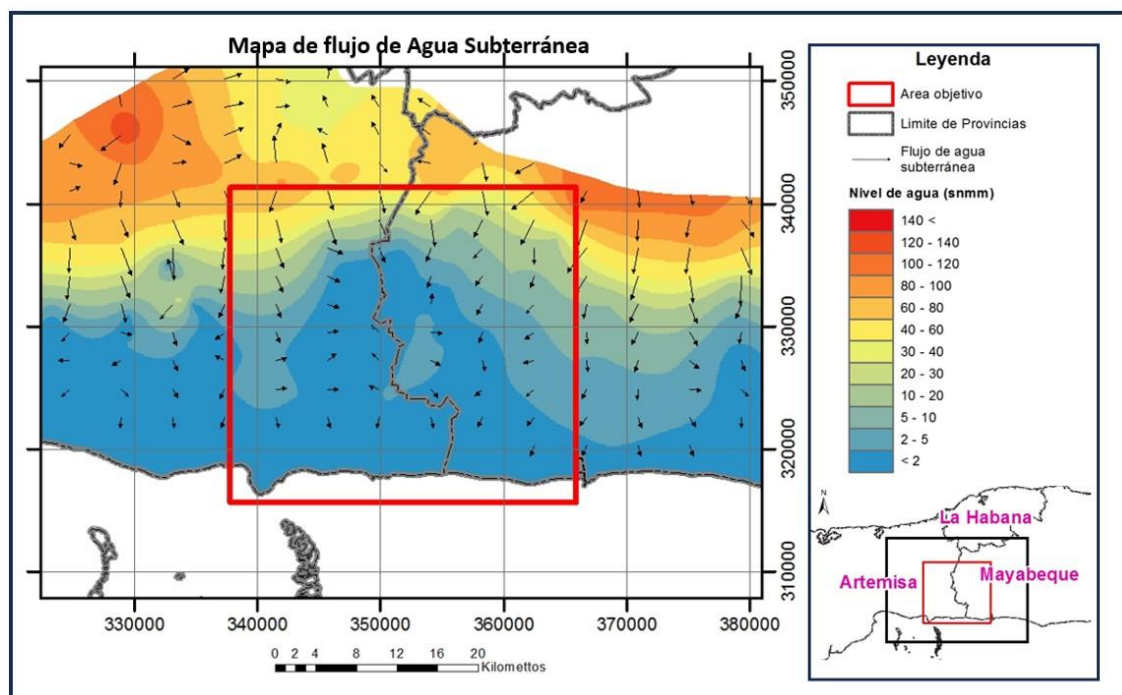 Mapa de flujo de Agua Subterránea
350000
340000
330000
320000
310000
330000
340000
350000
360000
370000
380000
0 2 4 8 12 16 20
Kilomettos
Leyenda
Area objetivo
Limite de Provincias
Flujo de agua
subterránea
Nivel de agua (snmm)
140 <
120 - 140
100 - 120
80 - 100
60 - 80
40 - 60
30 - 40
20 - 30
10 - 20
5 - 10
2 - 5
< 2
N
La Habana
Artemisa
Mayabeque